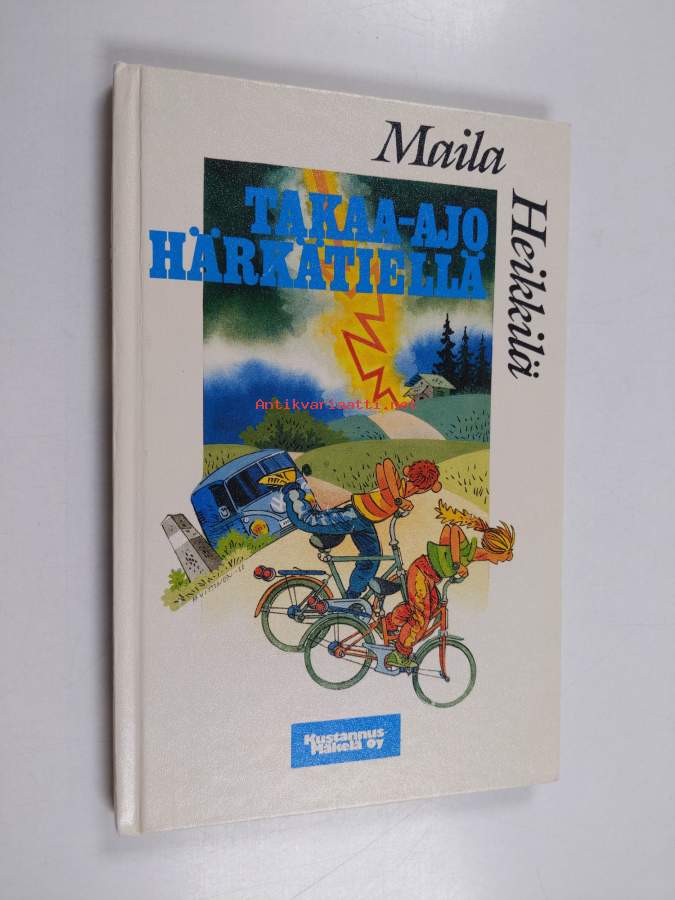 Maila
Heikkilä
TAKAA-AJO
HÄRKÄTIELLÄ
Antikvariaatti.net
Kustannus-
Mäkelä Oy